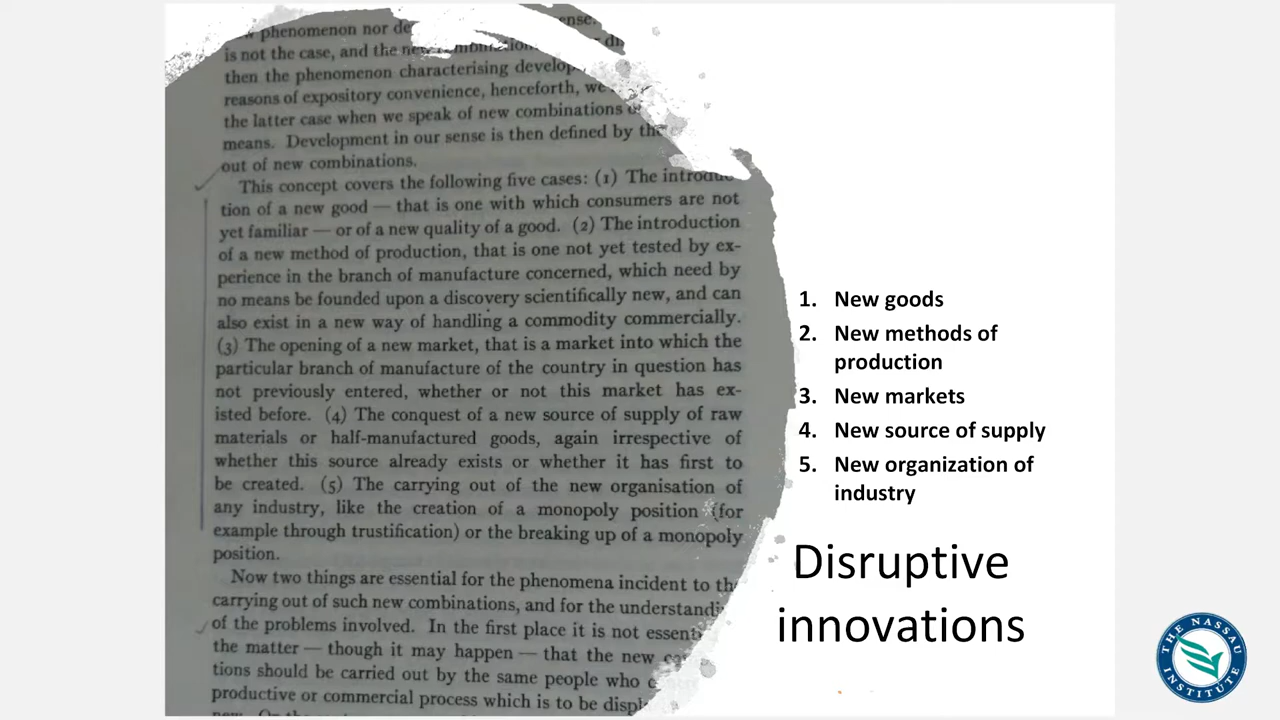 phenomenon nor de
ense.
is not the case, and the new
then the phenomenon characterising develop
reasons of expository convenience, henceforth, we
the latter case when we speak of new combinations
means. Development in our sense is then defined by the
out of new combinations.
This concept covers the following five cases: (1) The introduc-
tion of a new good — that is one with which consumers are not
yet familiar — or of a new quality of a good. (2) The introduction
of a new method of production, that is one not yet tested by ex-
perience in the branch of manufacture concerned, which need by
no means be founded upon a discovery scientifically new, and can
also exist in a new way of handling a commodity commercially.
(3) The opening of a new market, that is a market into which the
particular branch of manufacture of the country in question has
not previously entered, whether or not this market has ex-
isted before. (4) The conquest of a new source of supply of raw
materials or half-manufactured goods, again irrespective of
whether this source already exists or whether it has first to
be created. (5) The carrying out of the new organisation of
any industry, like the creation of a monopoly position (for
example through trustification) or the breaking up of a monopoly
position.
Now two things are essential for the phenomena incident to the
carrying out of such new combinations, and for the understandi
of the problems involved. In the first place it is not essent
the matter — though it may happen — that the new
tions should be carried out by the same people who
productive or commercial process which is to be displ
1. New goods
2. New methods of
production
3. New markets
4. New source of supply
5. New organization of
industry
Disruptive
innovations
THE NASSAU
INSTITUTE